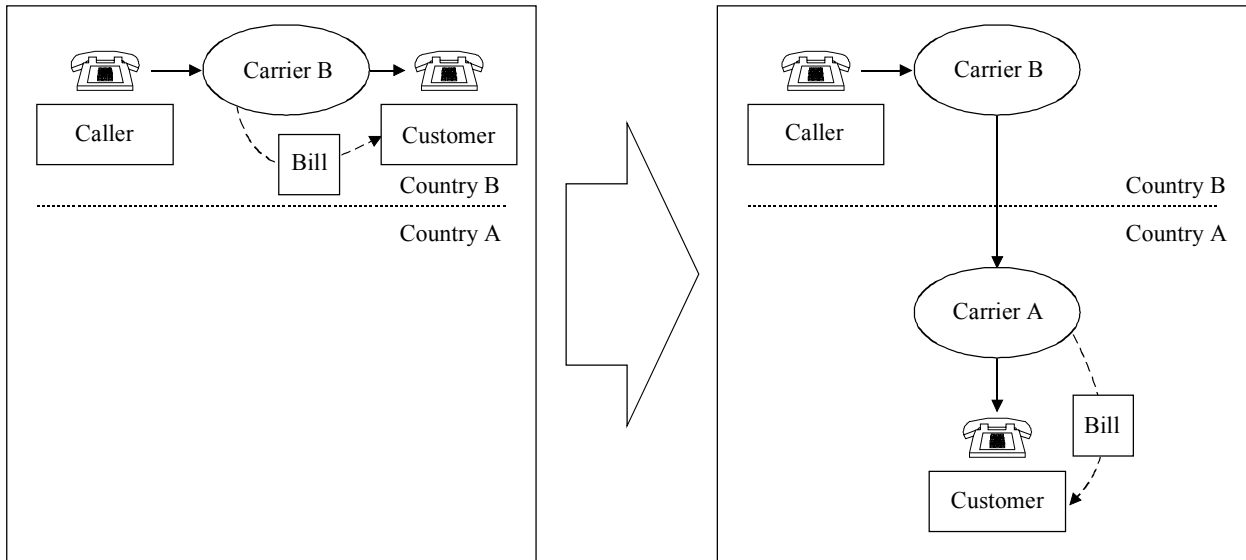 Carrier B
Caller
Customer
Bill
Country B
Country A
Carrier B
Caller
Country B
Country A
Carrier A
Bill
Customer